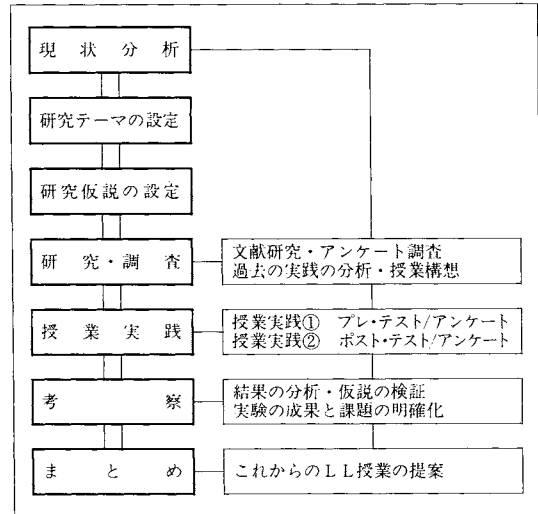 現状分析
研究テーマの設定
研究仮説の設定
研究・調査
文献研究・アンケート調査
過去の実践の分析・授業構想
授業実践
授業実践① プレ・テスト/アンケート
授業実践② ポスト・テスト/アンケート
考察
結果の分析・仮説の検証
実験の成果と課題の明確化
まとめ
これからのLL授業の提案